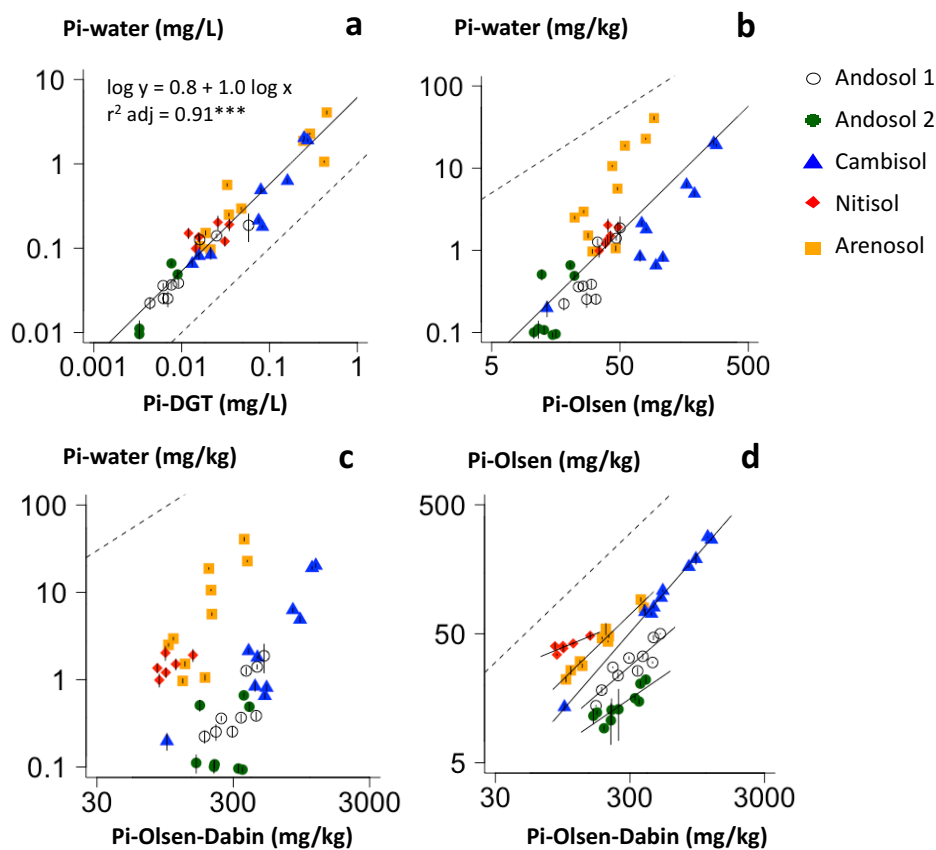 Pi-water (mg/L)
a
10
1
0.1
0.01
log y = 0.8 + 1.0 log x
r² adj = 0.91***
0.001
0.01
0.1
1
Pi-DGT (mg/L)
Pi-water (mg/kg)
b
100
10
1
0.1
5
50
500
Pi-Olsen (mg/kg)
Andosol 1
Andosol 2
Cambisol
Nitisol
Arenosol
Pi-water (mg/kg)
c
100
10
1
0.1
30
300
3000
Pi-Olsen-Dabin (mg/kg)
Pi-Olsen (mg/kg)
d
500
50
5
30
300
3000
Pi-Olsen-Dabin (mg/kg)